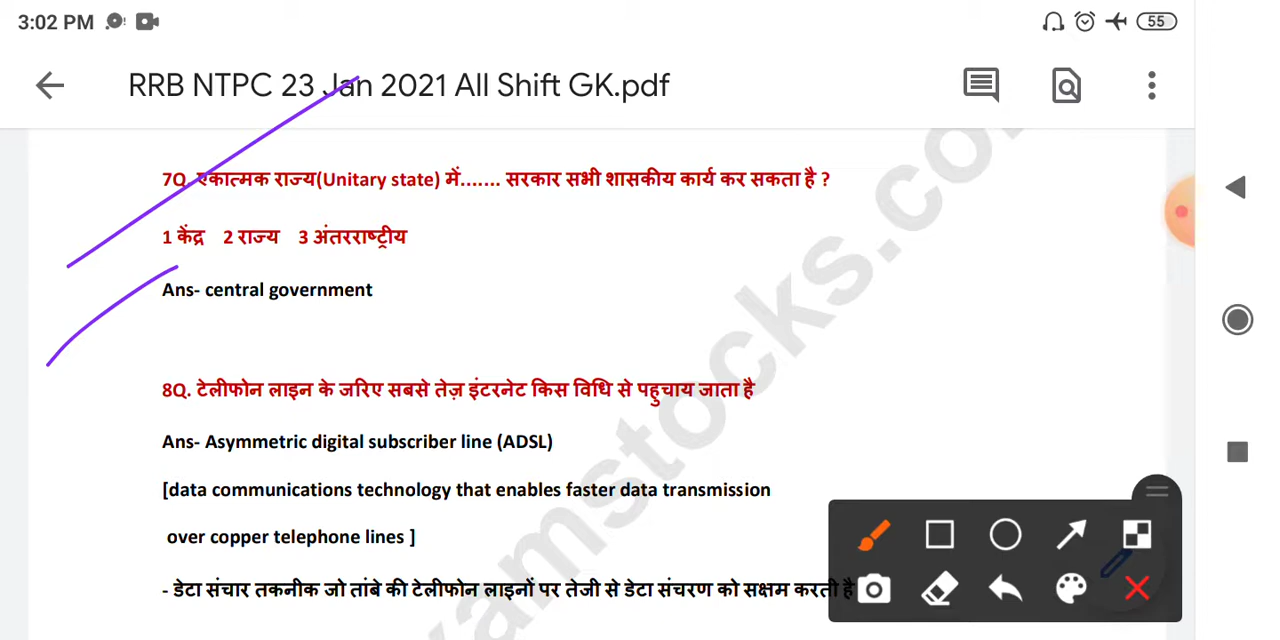 3:02 PM
55
RRB NTPC 23 Jan 2021 All Shift GK.pdf
7Q. एकात्मक राज्य(Unitary state) में....... सरकार सभी शासकीय कार्य कर सकता है ?
1 केंद्र 2 राज्य 3 अंतरराष्ट्रीय
Ans- central government
8Q. टेलीफोन लाइन के जरिए सबसे तेज़ इंटरनेट किस विधि से पहुचाय जाता है
Ans- Asymmetric digital subscriber line (ADSL)
[data communications technology that enables faster data transmission
over copper telephone lines ]
- डेटा संचार तकनीक जो तांबे की टेलीफोन लाइनों पर तेजी से डेटा संचरण को सक्षम करती है